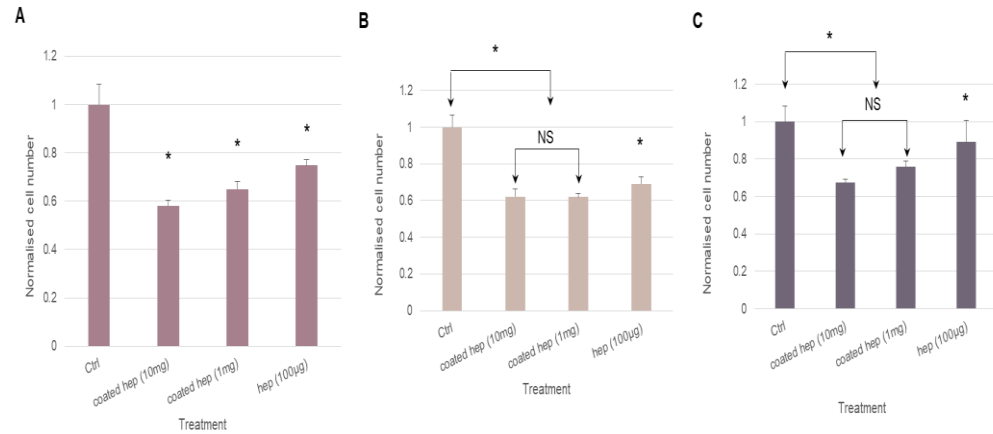 A
1.2
1
0.8
0.6
0.4
0.2
0
Normalised cell number
*
*
*
Ctrl
coated hep (10mg)
coated hep (1mg)
hep (100µg)
Treatment
B
*
1.2
1
0.8
0.6
0.4
0.2
0
Normalised cell number
NS
*
Ctrl
coated hep (10mg)
coated hep (1mg)
hep (100µg)
Treatment
C
*
1.2
1
0.8
0.6
0.4
0.2
0
Normalised cell number
NS
*
Ctrl
coated hep (10mg)
coated hep (1mg)
hep (100µg)
Treatment